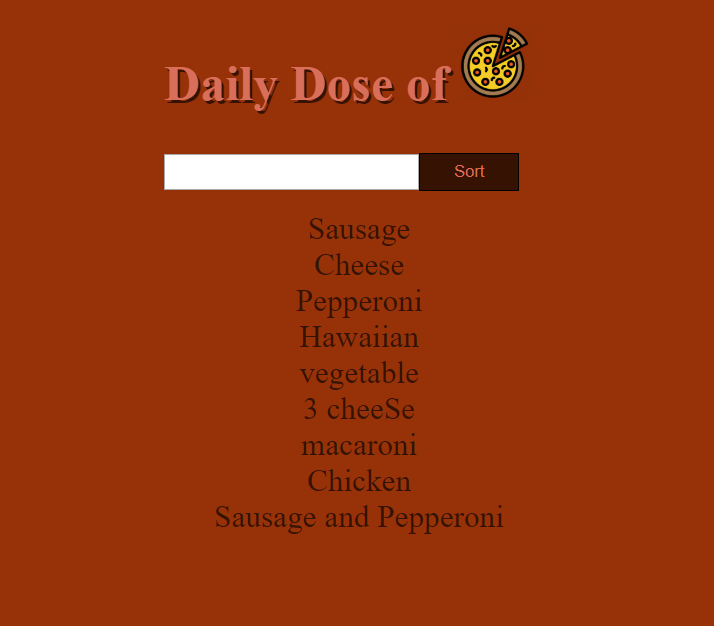 Daily Dose of
Sort
Sausage
Cheese
Pepperoni
Hawaiian
vegetable
3 cheeSe
macaroni
Chicken
Sausage and Pepperoni